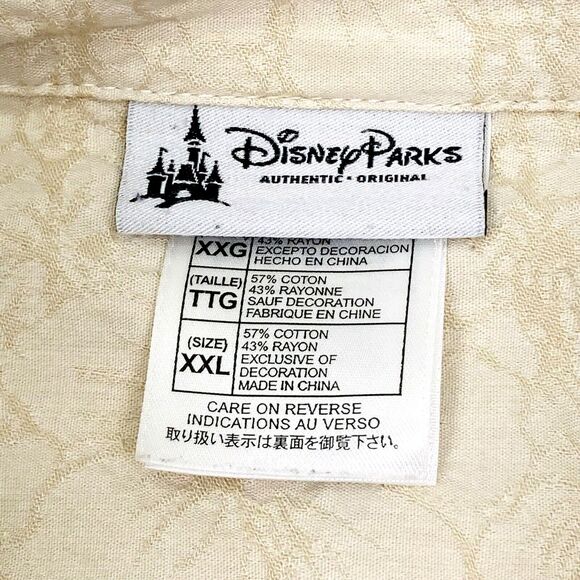 Disney Parks
AUTHENTIC • ORIGINAL
XXG
43% RAYON
EXCEPTO DECORACION
HECHO EN CHINA
(TAILLE)
TTG
57% COTON
43% RAYONNE
SAUF DECORATION
FABRIQUE EN CHINE
(SIZE)
XXL
57% COTTON
43% RAYON
EXCLUSIVE OF
DECORATION
MADE IN CHINA
CARE ON REVERSE
INDICATIONS AU VERSO
取り扱い表示は裏面を御覧下さい。